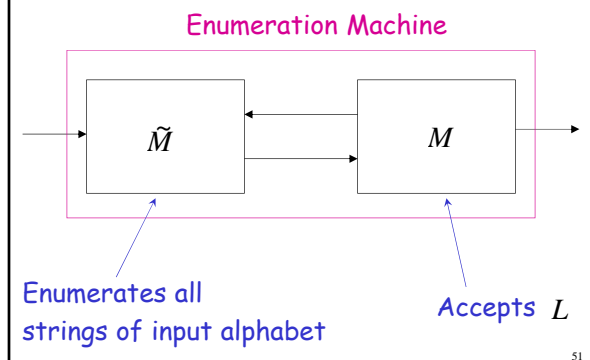 Enumeration Machine
M̃
M
Enumerates all
strings of input alphabet
Accepts L
51